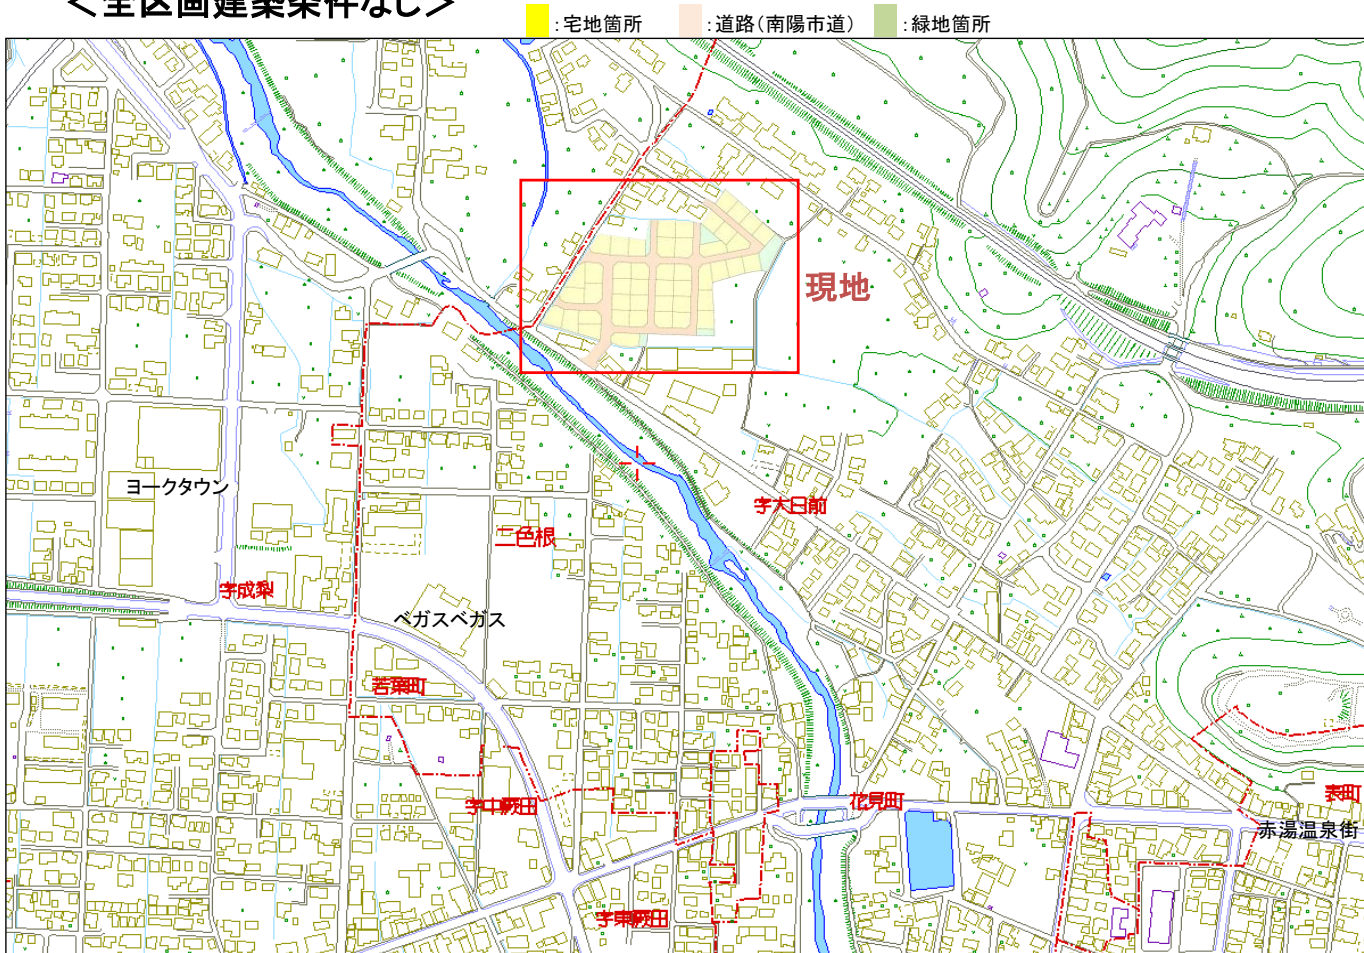 ＜全区画建築条件なし＞
：宅地箇所
：道路（南陽市道）
：緑地箇所
現地
ヨークタウン
字大日前
二色根
字成梨
ベガスベガス
若葉町
字中厩田
花見町
表町
赤湯温泉街
字東厩田